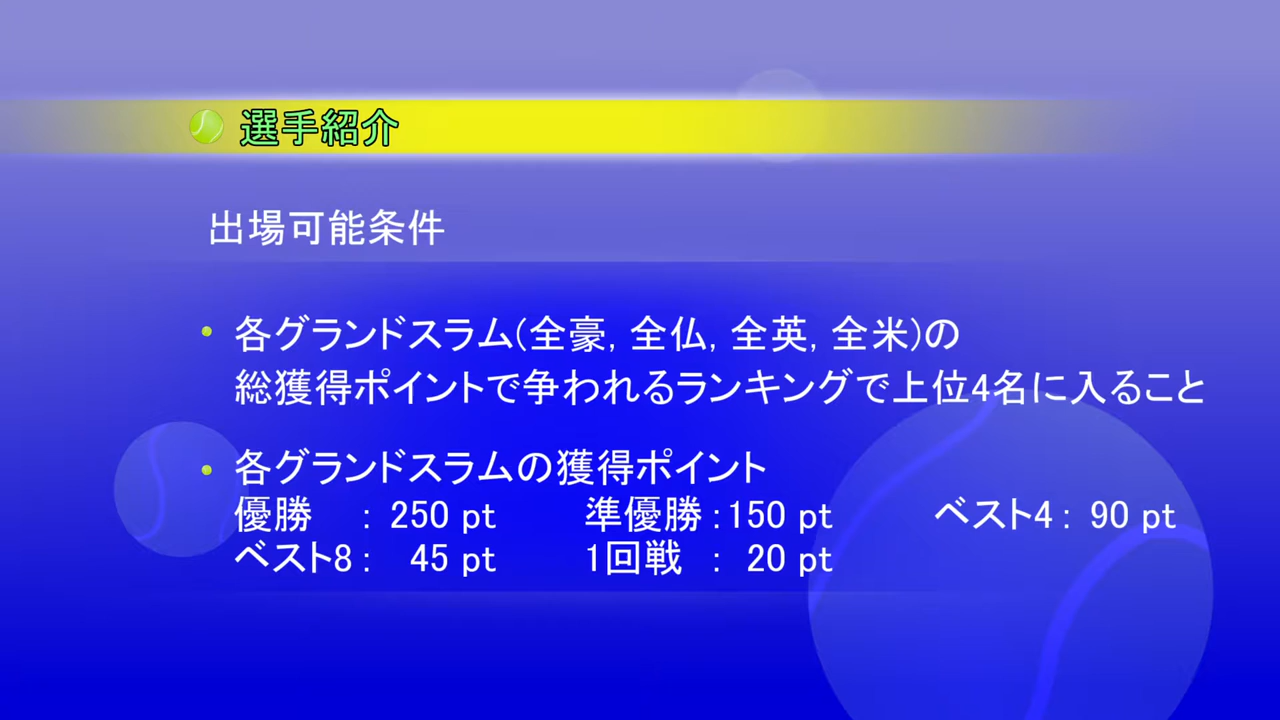 選手紹介
出場可能条件
・各グランドスラム(全豪, 全仏, 全英, 全米)の
総獲得ポイントで争われるランキングで上位4名に入ること
・各グランドスラムの獲得ポイント
優勝 : 250 pt 準優勝 : 150 pt ベスト4 : 90 pt
ベスト8 : 45 pt 1回戦 : 20 pt